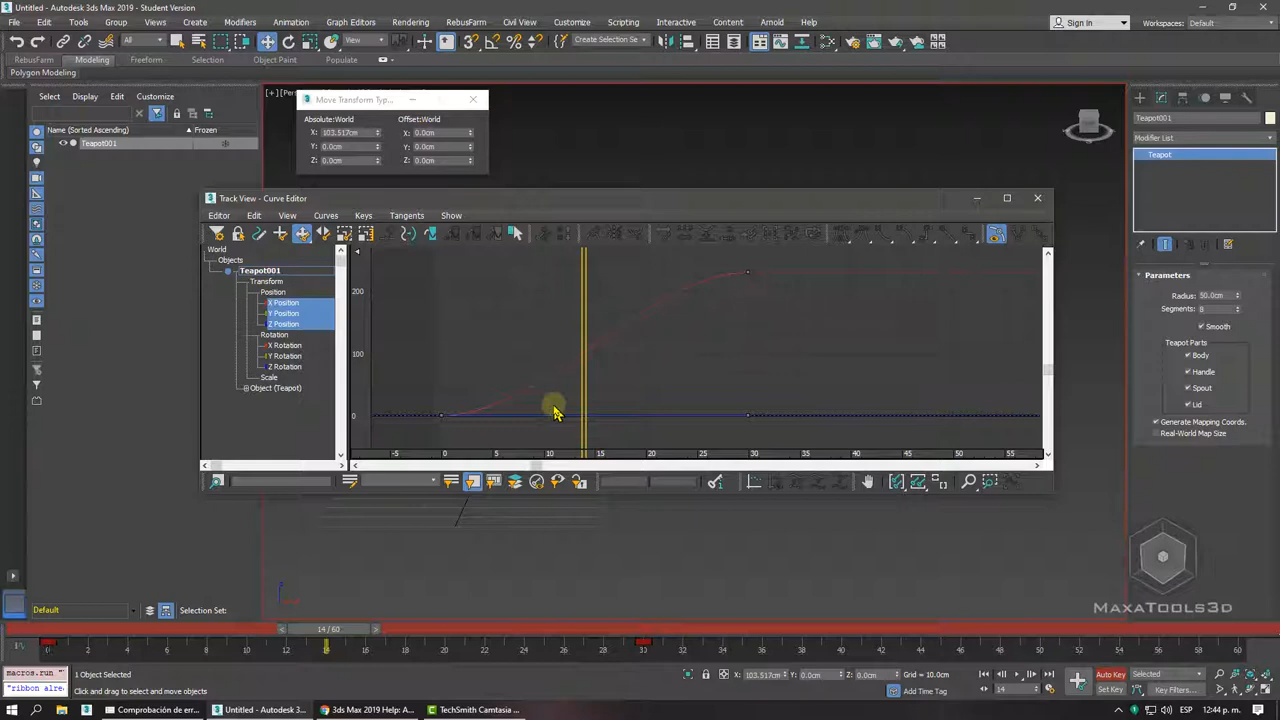 Untitled - Autodesk 3ds Max 2019 - Student Version
File Edit Tools Group Views Create Modifiers Animation Graph Editors Rendering RebusFarm Civil View Customize Scripting Interactive Content Arnold Help
Sign In
Workspaces: Default
All
View
Create Selection Se
RebusFarm Modeling Freeform Selection Object Paint Populate
Polygon Modeling
Select Display Edit Customize
Name (Sorted Ascending)
Frozen
Teapot001
Move Transform Typ...
Absolute:World
Offset:World
X: 103.517cm
X: 0.0cm
Y: 0.0cm
Y: 0.0cm
Z: 0.0cm
Z: 0.0cm
Track View - Curve Editor
Editor Edit View Curves Keys Tangents Show
World
Objects
Teapot001
Transform
Position
X Position
Y Position
Z Position
Rotation
X Rotation
Y Rotation
Z Rotation
Scale
Object (Teapot)
200
100
0
-5 0 5 10 15 20 25 30 35 40 45 50 55
Teapot001
Modifier List
Teapot
Parameters
Radius: 50.0cm
Segments: 8
Smooth
Teapot Parts
Body
Handle
Spout
Lid
Generate Mapping Coords.
Real-World Map Size
MAXATOOLS3D
Default
Selection Set:
14 / 60
0 2 4 6 8 10 12 14 16 18 20 22 24 26 28 30 32 34 36 38 40 42 44 46 48 50 52 54 56 58 60
macros.run "
"ribbon alre
1 Object Selected
Click and drag to select and move objects
X: 103.517cm Y: 0.0cm Z: 0.0cm Grid = 10.0cm
Add Time Tag
Auto Key
Selected
Set Key
Key Filters...
14
Comprobación de err...
Untitled - Autodesk 3...
3ds Max 2019 Help: A...
TechSmith Camtasia ...
ESP
12:44 p. m.